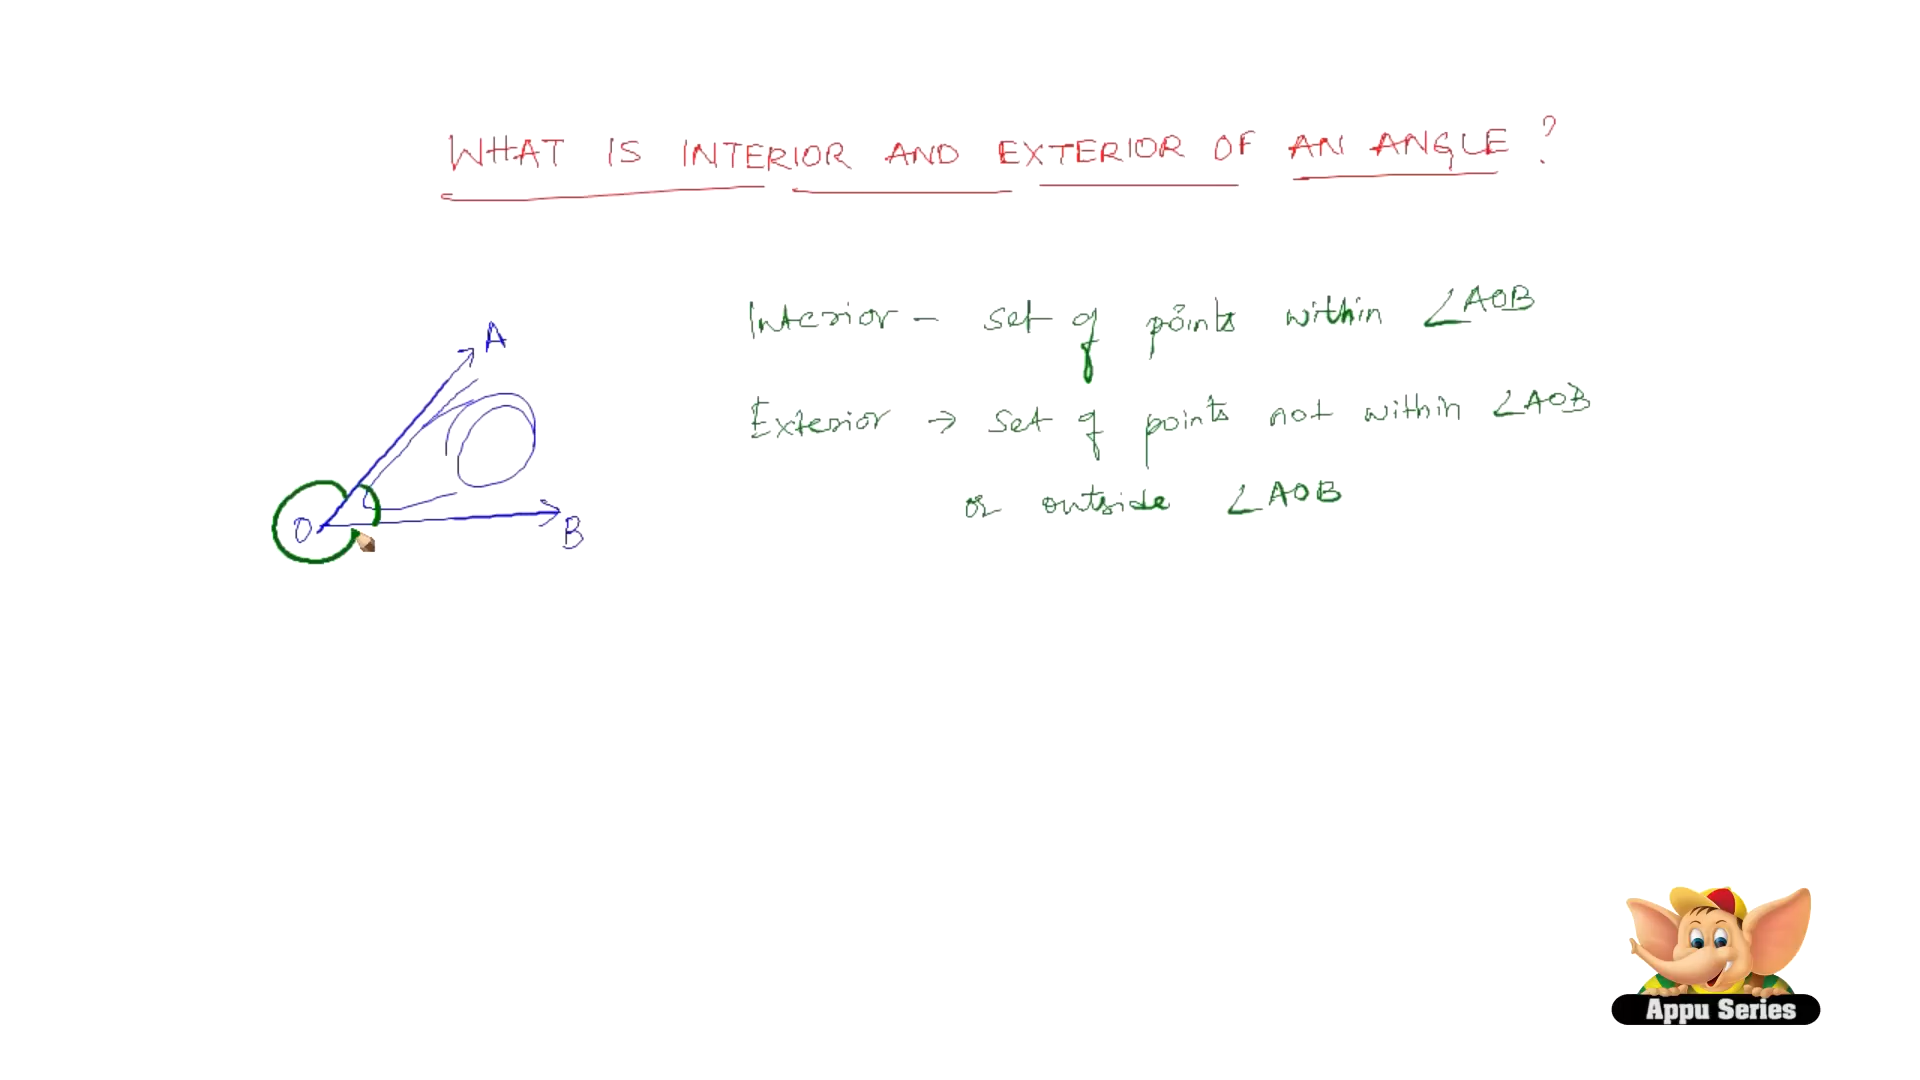 WHAT IS INTERIOR AND EXTERIOR OF AN ANGLE ?
Interior - set of points within ∠AOB
Exterior → set of points not within ∠AOB
or outside ∠AOB
A
O
B
Appu Series